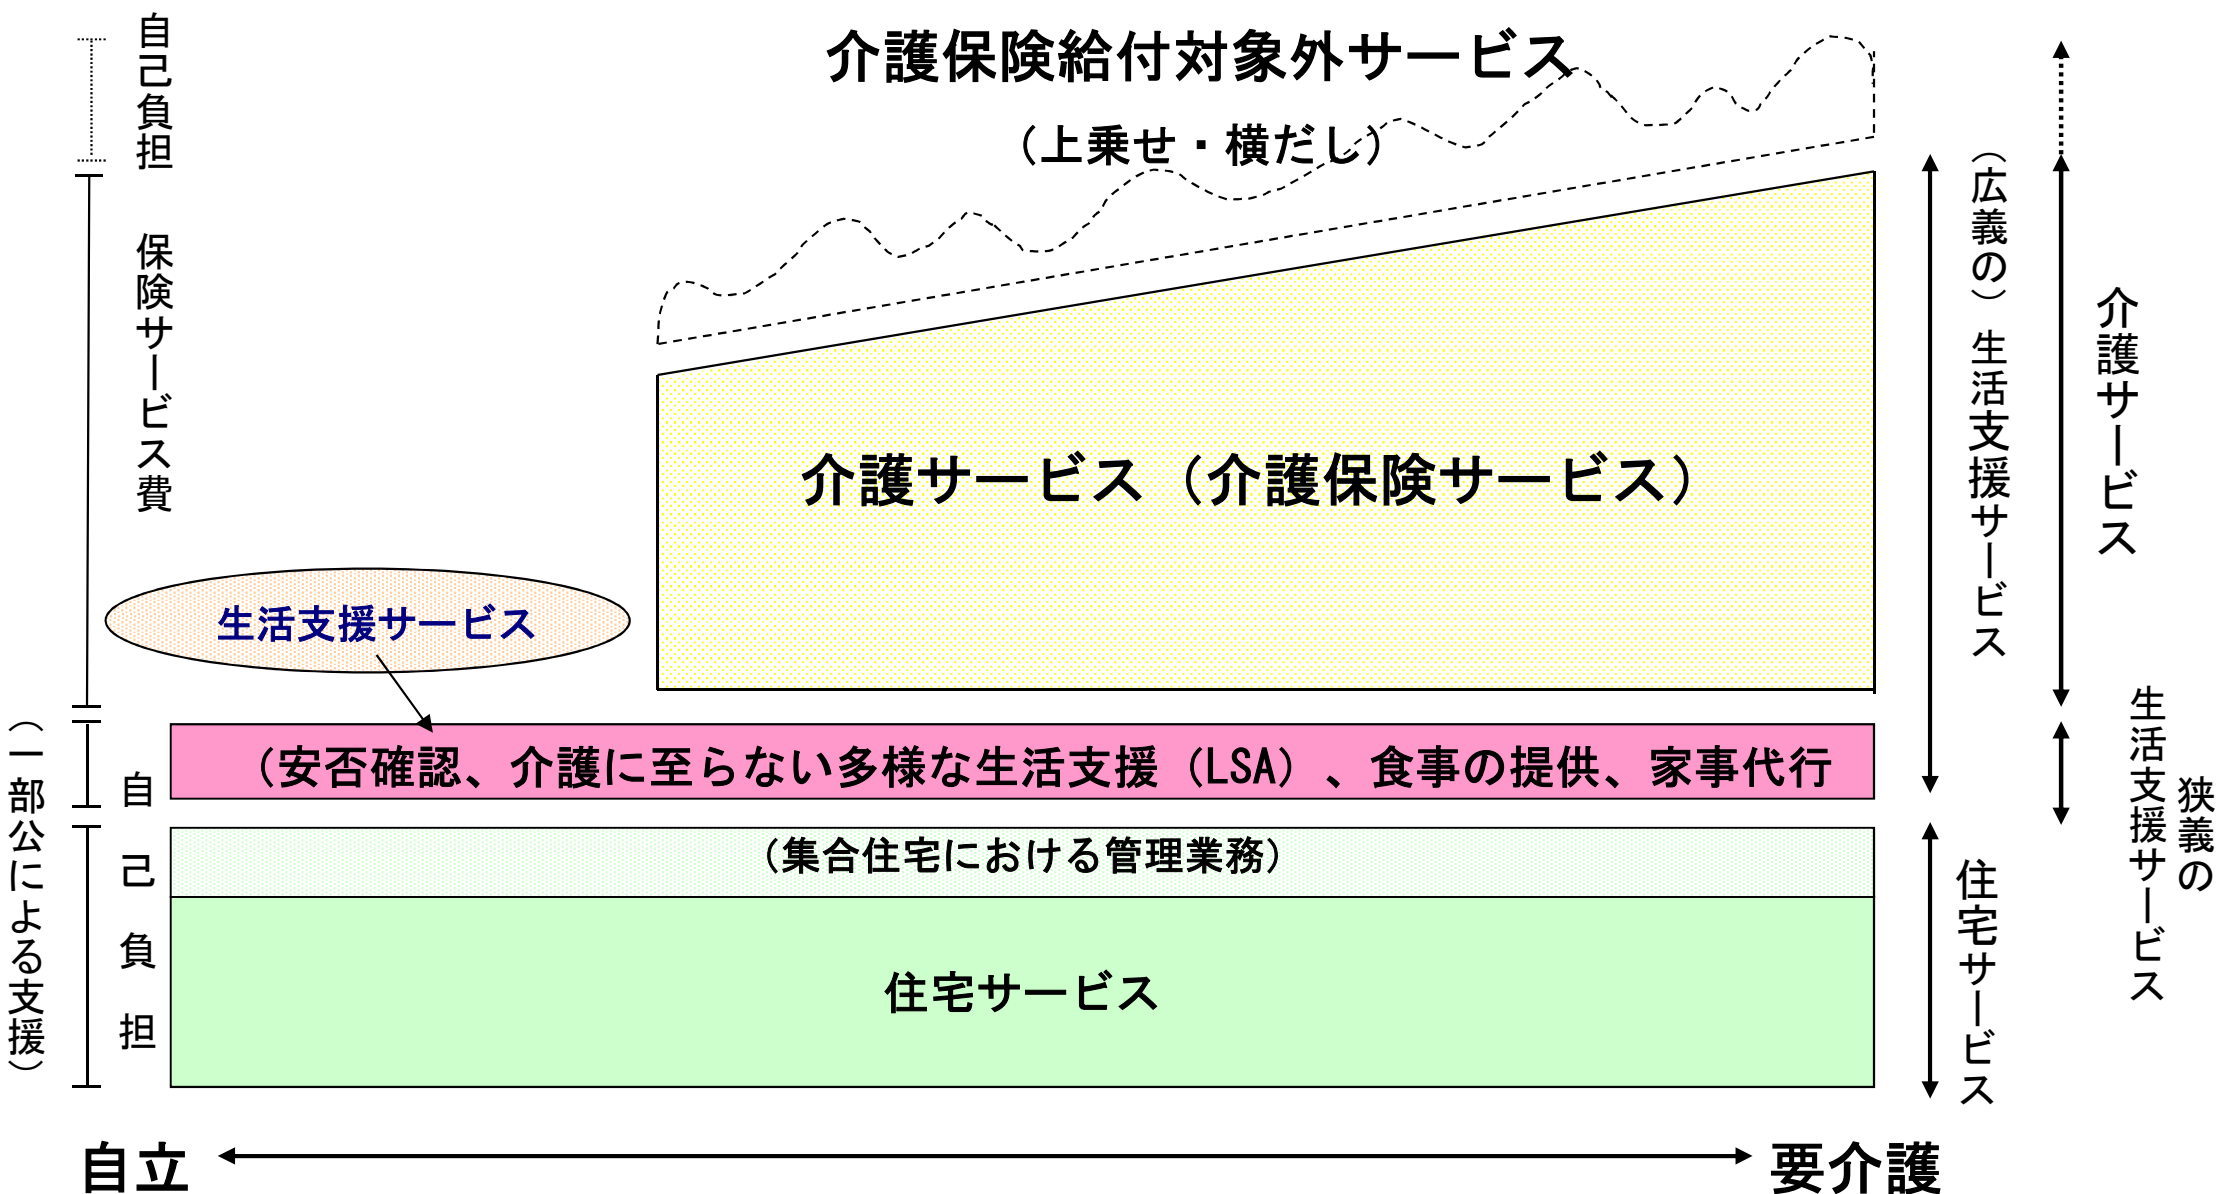 介護保険給付対象外サービス
（上乗せ・横だし）
自己負担
保険サービス費
介護サービス（介護保険サービス）
生活支援サービス
（安否確認、介護に至らない多様な生活支援（LSA）、食事の提供、家事代行
（集合住宅における管理業務）
住宅サービス
自己負担
（一部公による支援）
（広義の）生活支援サービス
介護サービス
狭義の
生活支援サービス
住宅サービス
自立
要介護